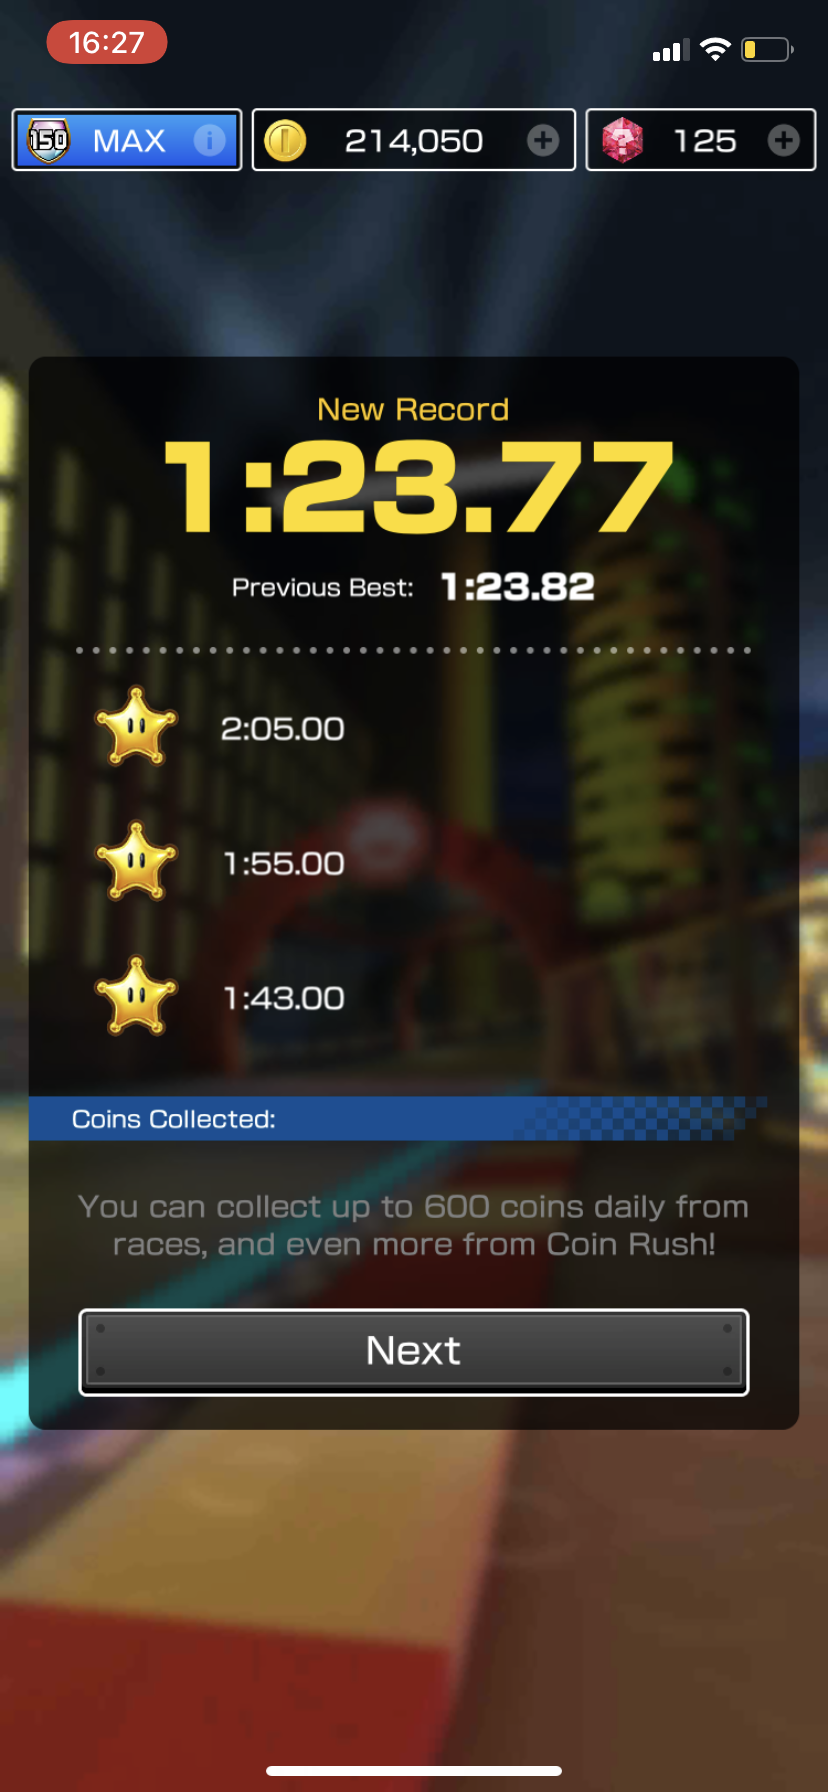 16:27
150 MAX i 214,050 + ? 125 +
New Record
1:23.77
Previous Best: 1:23.82
2:05.00
1:55.00
1:43.00
Coins Collected:
You can collect up to 600 coins daily from
races, and even more from Coin Rush!
Next